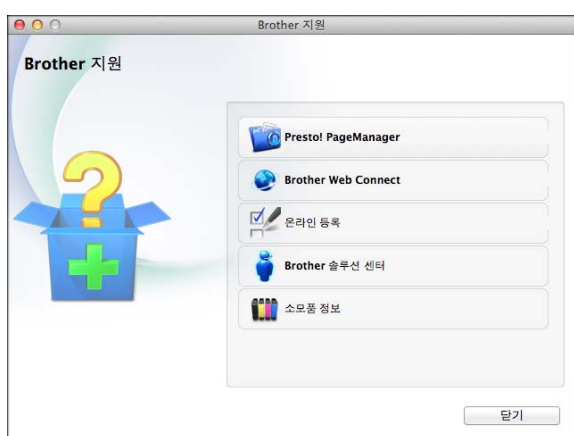 Brother 지원
Brother 지원
Presto! PageManager
Brother Web Connect
온라인 등록
Brother 솔루션 센터
소모품 정보
닫기